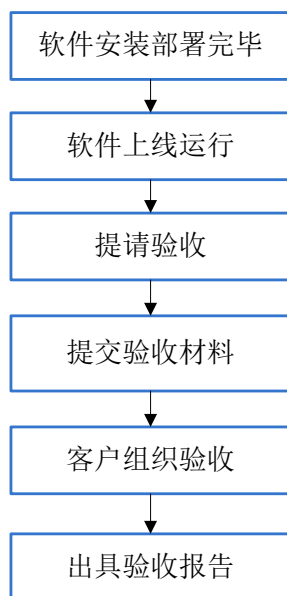 软件安装部署完毕
软件上线运行
提请验收
提交验收材料
客户组织验收
出具验收报告